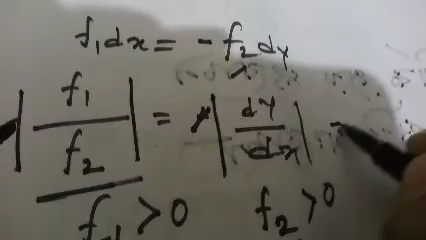 f₁dx = - f₂dy
|f₁/f₂| = |dy/dx| -
f₁ > 0 f₂ > 0